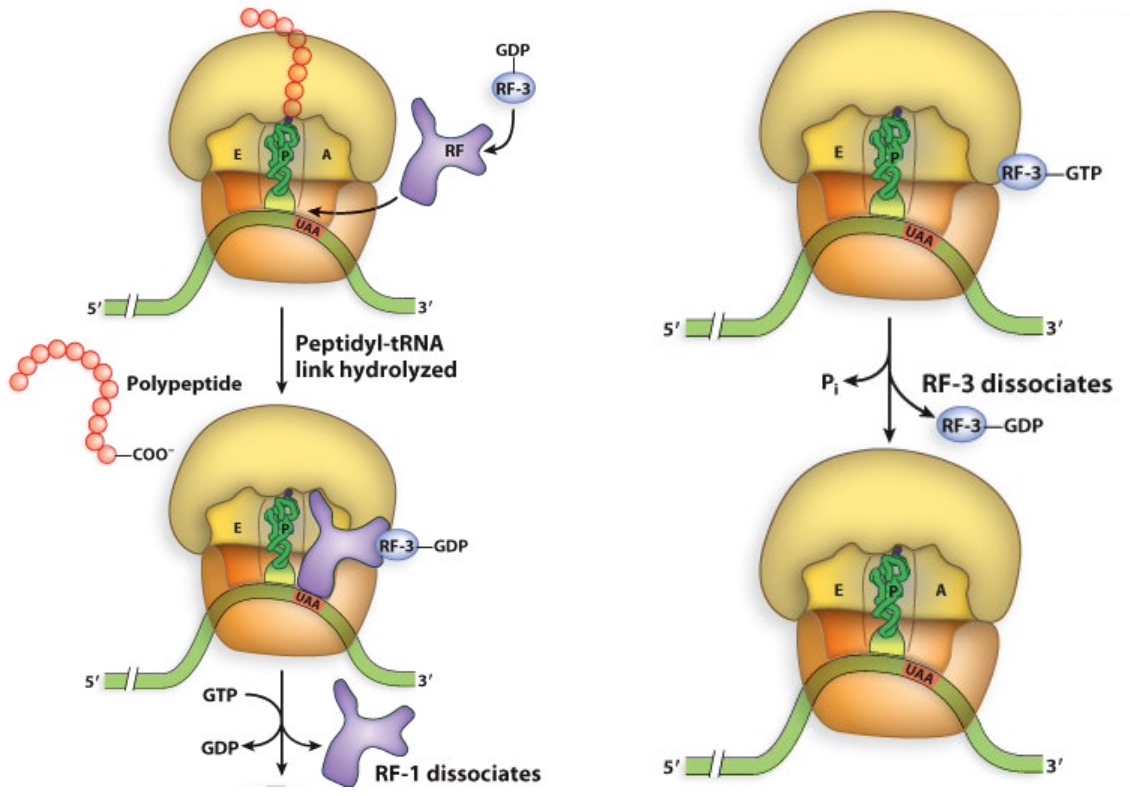 GDP
RF-3
RF
E
P
A
UAA
5′
3′
Peptidyl-tRNA
link hydrolyzed
Polypeptide
COO⁻
E
P
RF-3
GDP
UAA
5′
3′
GTP
GDP
RF-1 dissociates
E
P
RF-3
GTP
UAA
5′
3′
Pi
RF-3 dissociates
RF-3
GDP
E
P
A
UAA
5′
3′